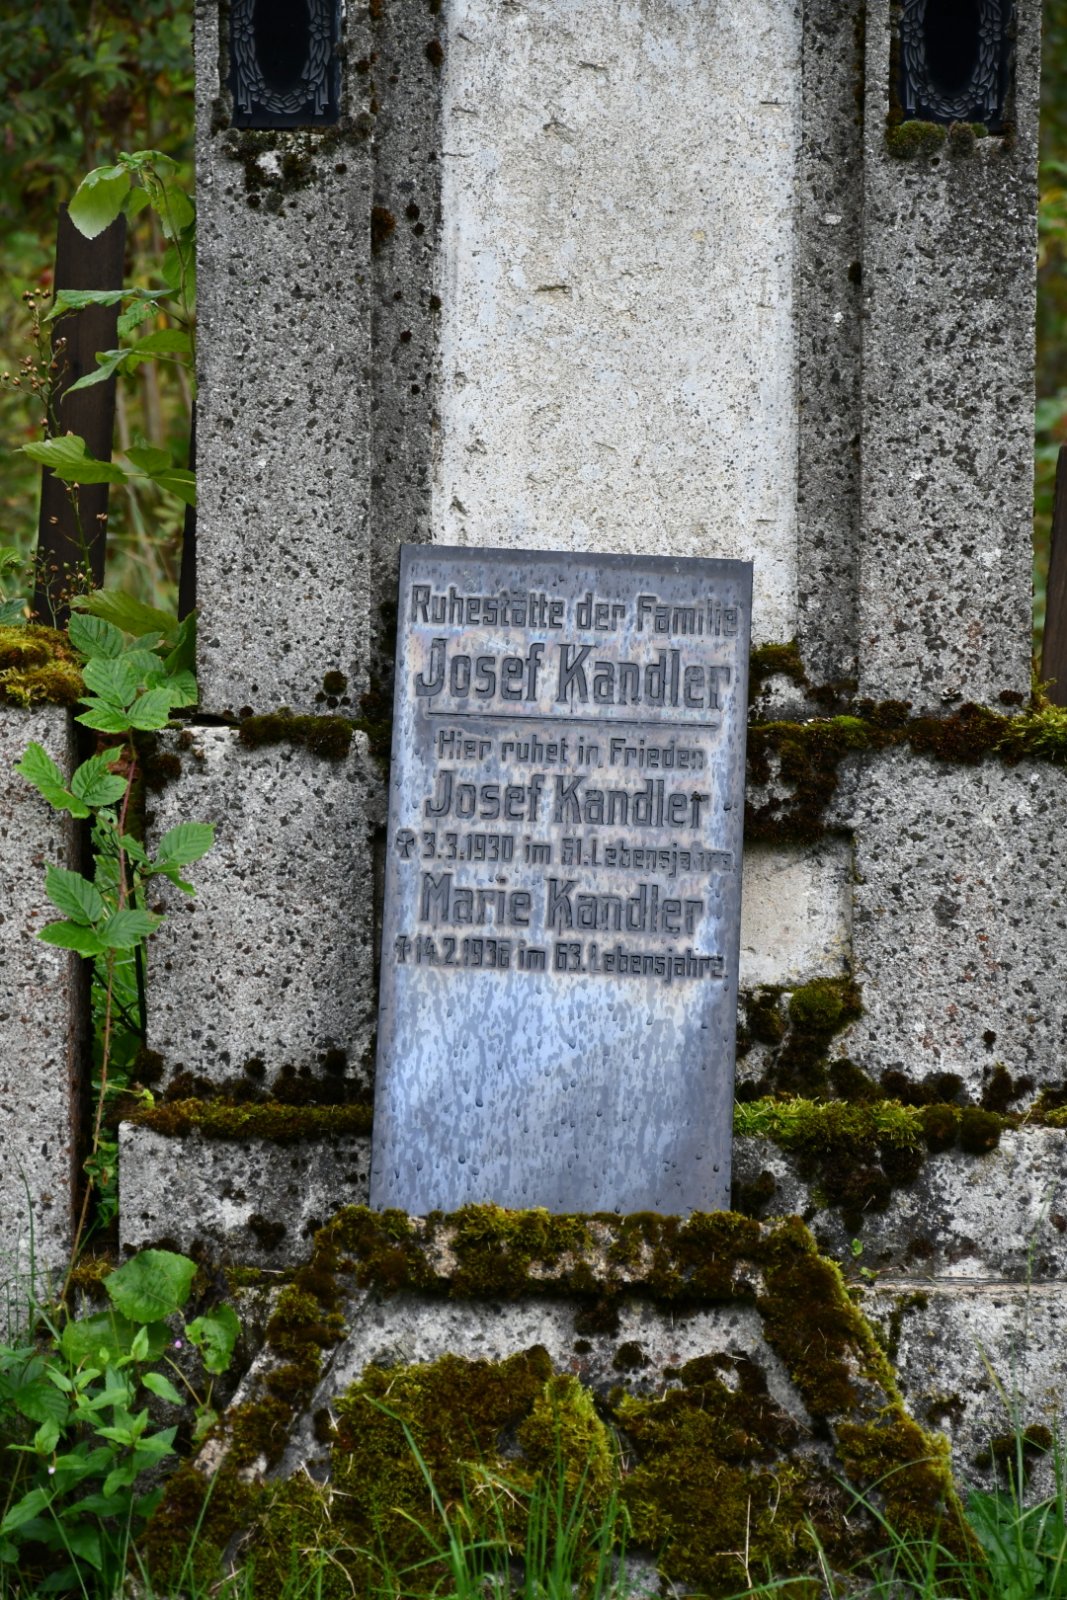 Ruhestätte der Familie
Josef Kandler
Hier ruhet in Frieden
Josef Kandler
✝ 3.3.1930 im 51. Lebensjahre
Marie Kandler
✝ 14.2.1936 im 63. Lebensjahre.